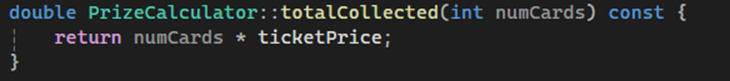 double PrizeCalculator::totalCollected(int numCards) const {
    return numCards * ticketPrice;
}